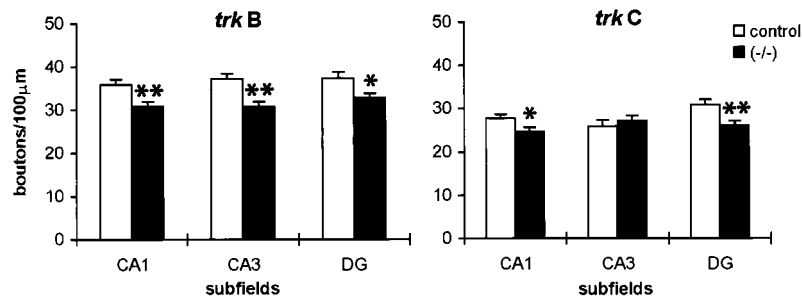 trk B
trk C
control
(-/-)
boutons/100µm
50
40
30
20
10
0
**
**
*
CA1
CA3
DG
subfields
50
40
30
20
10
0
*
**
CA1
CA3
DG
subfields